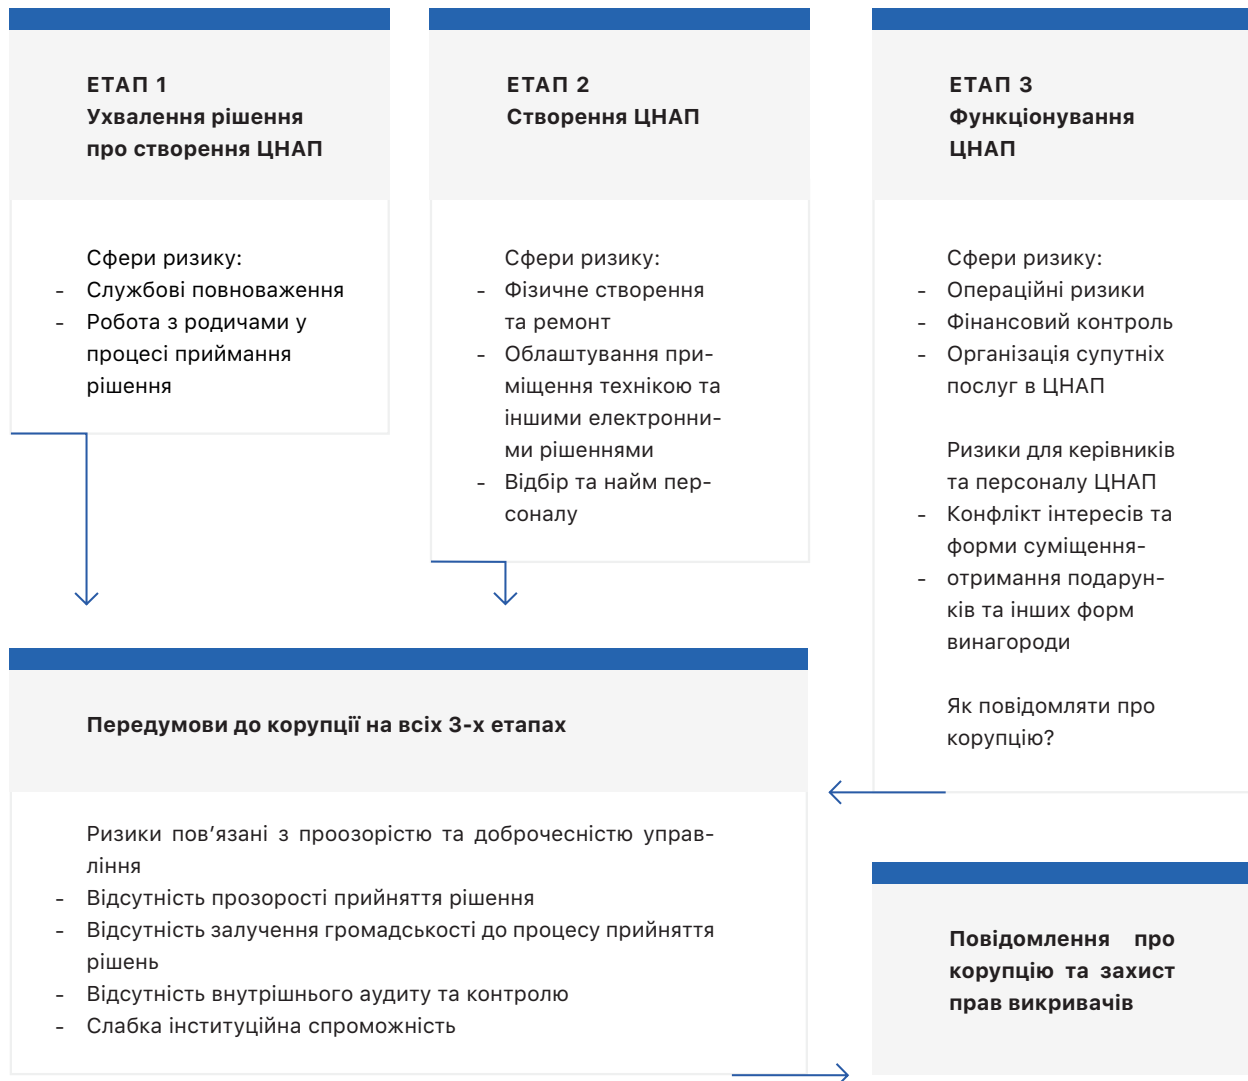 ЕТАП 1
Ухвалення рішення
про створення ЦНАП
Сфери ризику:
- Службові повноваження
- Робота з родичами у
процесі приймання
рішення
ЕТАП 2
Створення ЦНАП
Сфери ризику:
- Фізичне створення
та ремонт
- Облаштування при-
міщення технікою та
іншими електронни-
ми рішеннями
- Відбір та найм пер-
соналу
ЕТАП 3
Функціонування
ЦНАП
Сфери ризику:
- Операційні ризики
- Фінансовий контроль
- Організація супутніх
послуг в ЦНАП
Ризики для керівників
та персоналу ЦНАП
- Конфлікт інтересів та
форми суміщення-
- отримання подарун-
ків та інших форм
винагороди
Як повідомляти про
корупцію?
Передумови до корупції на всіх 3-х етапах
Ризики пов’язані з проозорістю та доброчесністю управ-
ління
- Відсутність прозорості прийняття рішення
- Відсутність залучення громадськості до процесу прийняття
рішень
- Відсутність внутрішнього аудиту та контролю
- Слабка інституційна спроможність
Повідомлення про
корупцію та захист
прав викривачів